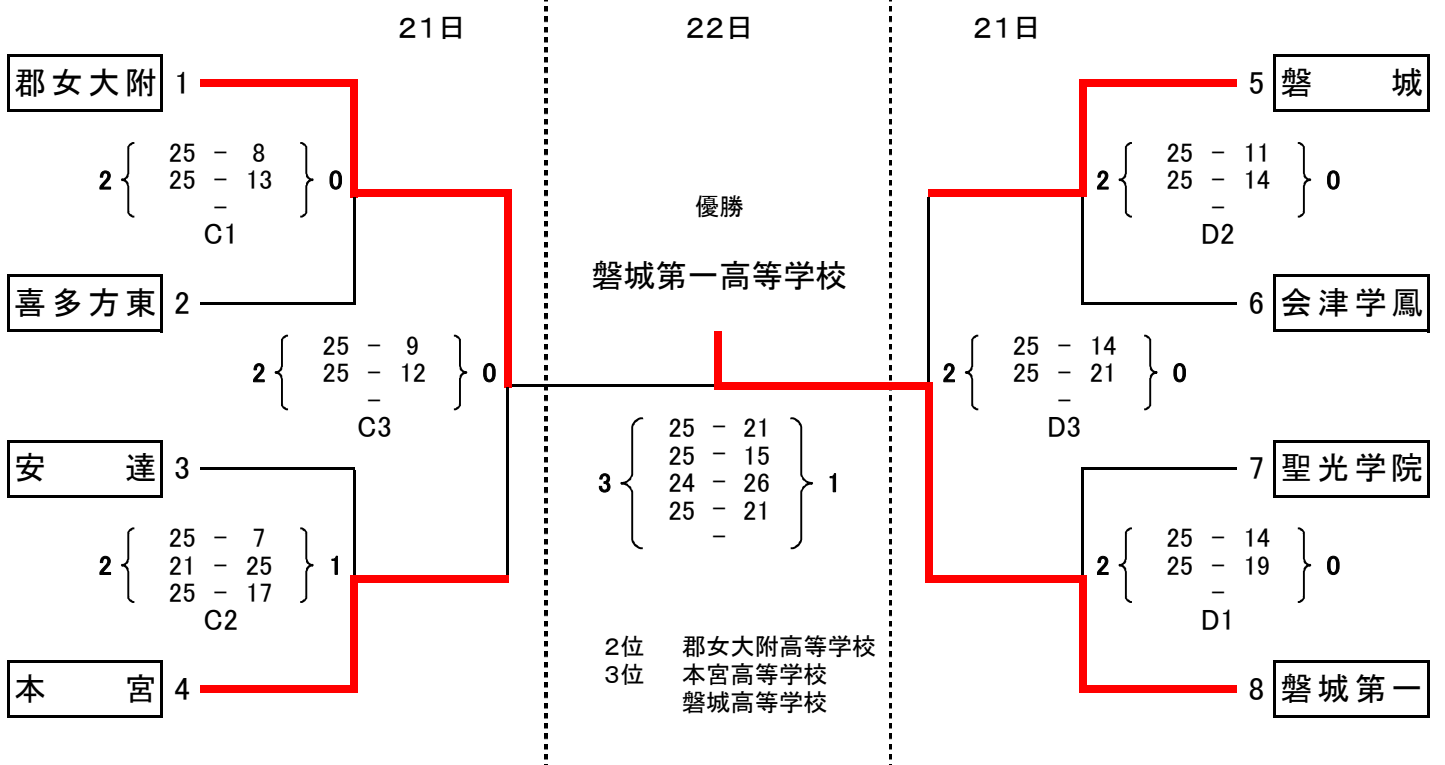 21日
22日
21日
郡女大附 1
2 25 - 8 0
25 - 13
-
C1
喜多方東 2
2 25 - 9 0
25 - 12
-
C3
安達 3
2 25 - 7 1
21 - 25
25 - 17
C2
本宮 4
優勝
磐城第一高等学校
3 25 - 21 1
25 - 15
24 - 26
25 - 21
-
2位 郡女大附高等学校
3位 本宮高等学校
磐城高等学校
5 磐城
2 25 - 11 0
25 - 14
-
D2
6 会津学鳳
2 25 - 14 0
25 - 21
-
D3
7 聖光学院
2 25 - 14 0
25 - 19
-
D1
8 磐城第一